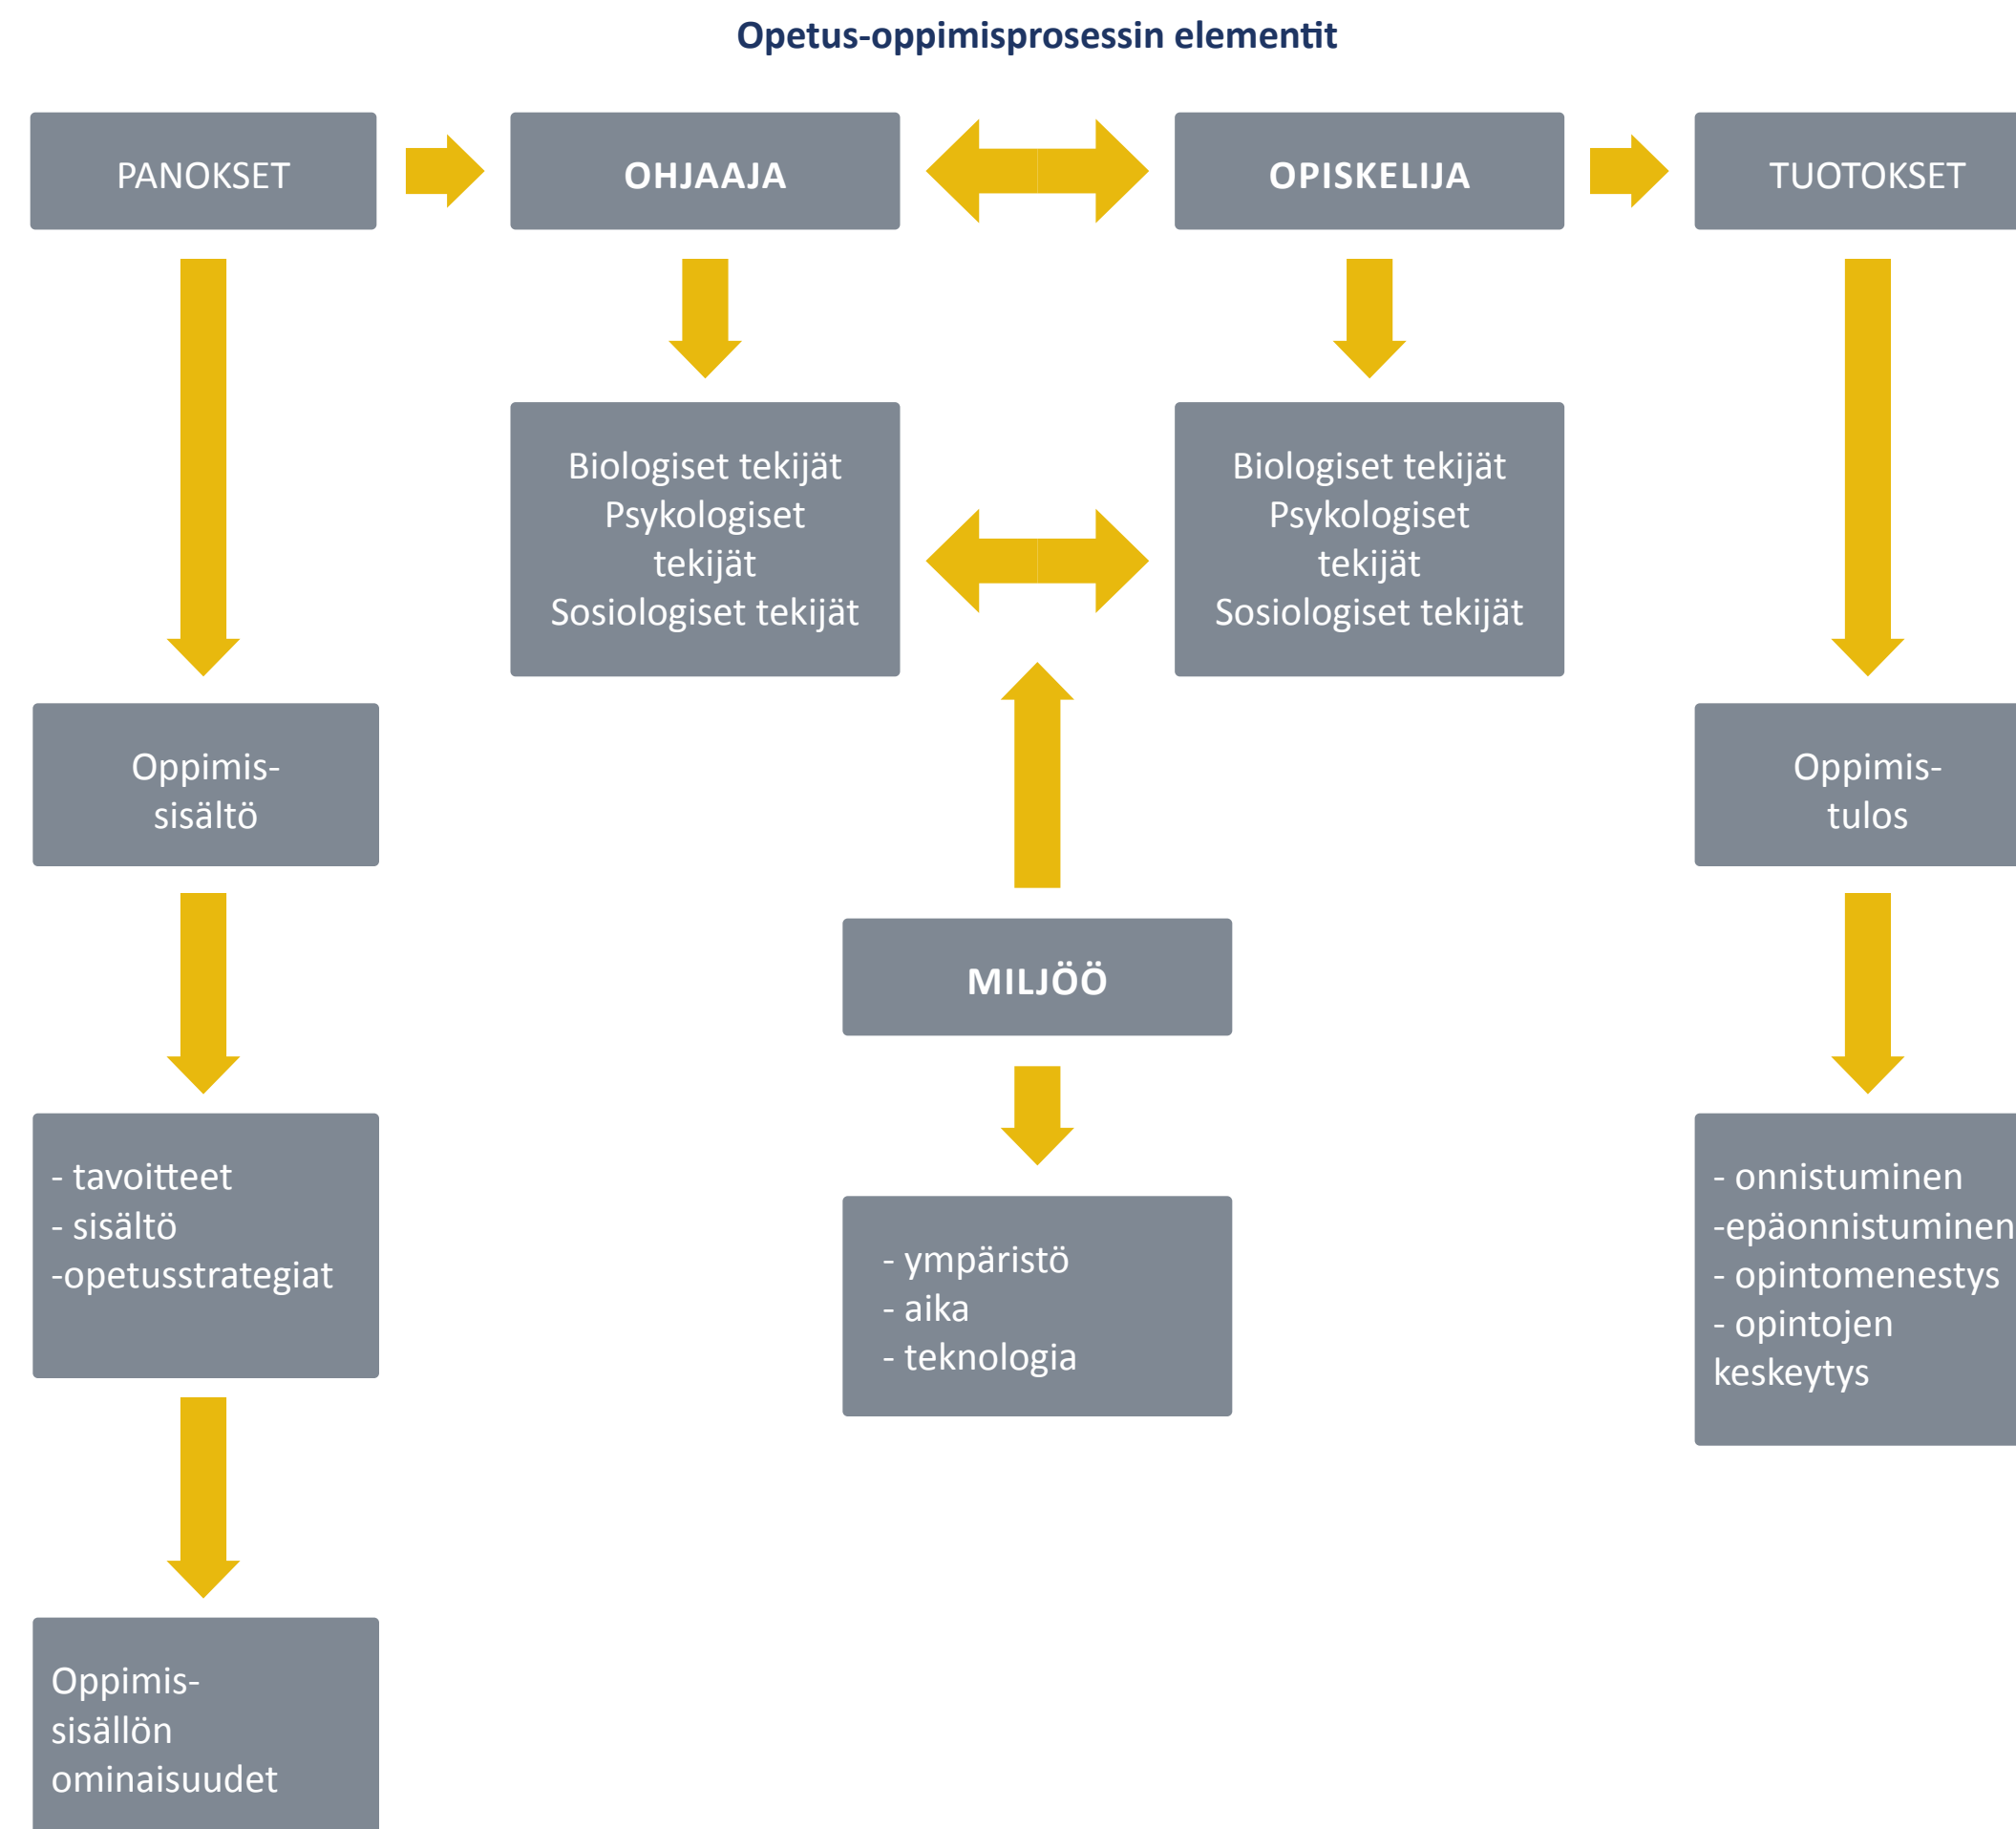 Opetus-oppimisprosessin elementit
PANOKSET
OHJAAJA
OPISKELIJA
TUOTOKSET
Biologiset tekijät
Psykologiset
tekijät
Sosiologiset tekijät
Biologiset tekijät
Psykologiset
tekijät
Sosiologiset tekijät
Oppimis-
sisältö
Oppimis-
tulos
MILJÖÖ
- tavoitteet
- sisältö
-opetusstrategiat
- ympäristö
- aika
- teknologia
- onnistuminen
-epäonnistuminen
- opintomenestys
- opintojen
keskeytys
Oppimis-
sisällön
ominaisuudet